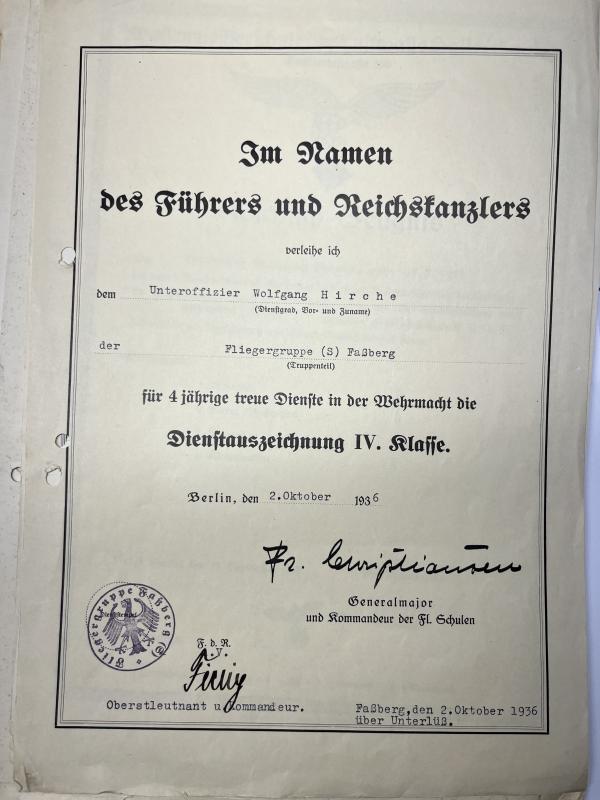 Im Namen
des Führers und Reichskanzlers
verleihe ich
dem Unteroffizier Wolfgang H i r c h e
(Dienstgrad, Vor- und Zuname)
der Fliegergruppe (S) Faßberg
(Truppenteil)
für 4 jährige treue Dienste in der Wehrmacht die
Dienstauszeichnung IV. Klasse.
Berlin, den 2.Oktober 1936
Fr. Christiansen
Generalmajor
und Kommandeur der Fl. Schulen
Fliegergruppe Faßberg (S)
Dienststempel
F. d. R.
Oberstleutnant u. Kommandeur.
Faßberg,den 2.Oktober 1936
über Unterlüß.